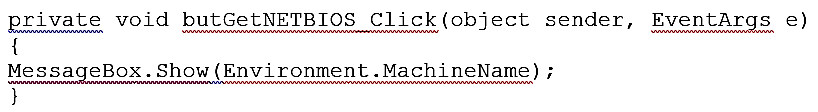 private void butGetNETBIOS_Click(object sender, EventArgs e)
{
MessageBox.Show(Environment.MachineName);
}